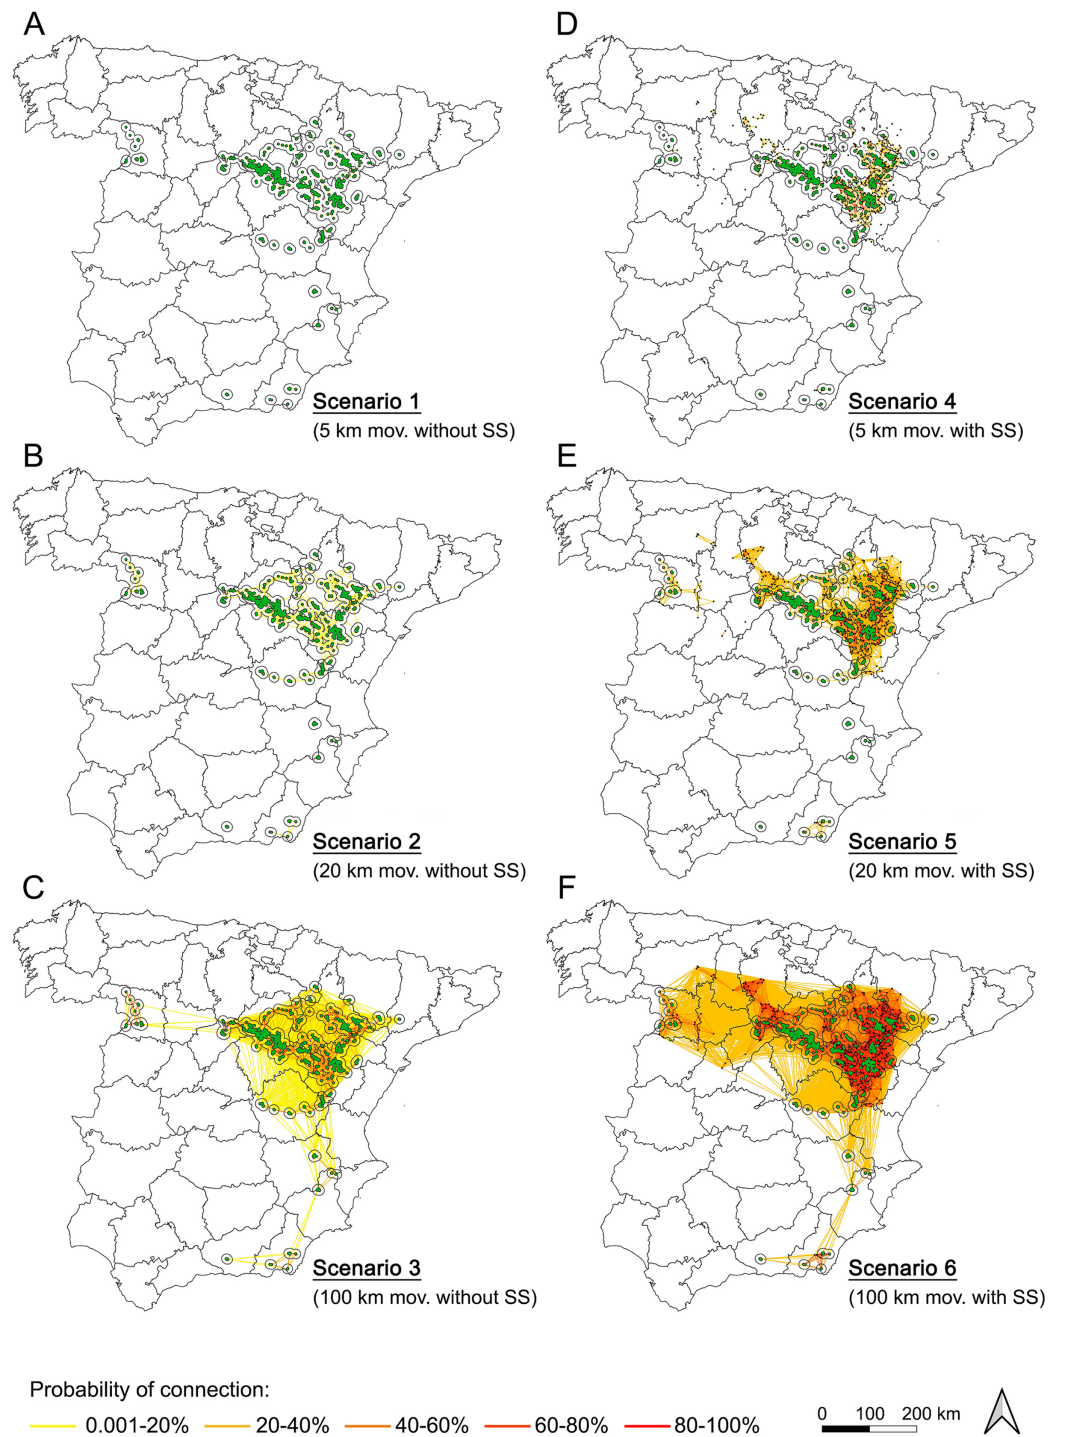 A
Scenario 1
(5 km mov. without SS)
D
Scenario 4
(5 km mov. with SS)
B
Scenario 2
(20 km mov. without SS)
E
Scenario 5
(20 km mov. with SS)
C
Scenario 3
(100 km mov. without SS)
F
Scenario 6
(100 km mov. with SS)
Probability of connection:
0.001-20% 20-40% 40-60% 60-80% 80-100%
0 100 200 km